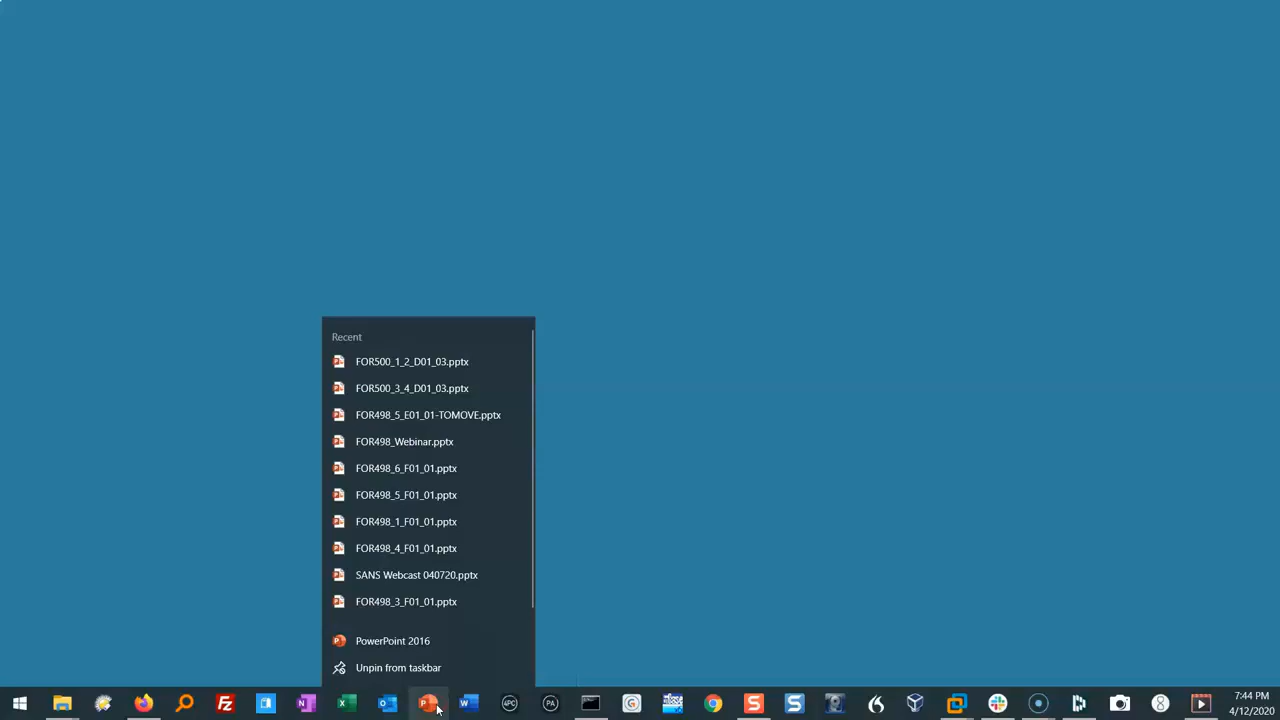 Recent
FOR500_1_2_D01_03.pptx
FOR500_3_4_D01_03.pptx
FOR498_5_E01_01-TOMOVE.pptx
FOR498_Webinar.pptx
FOR498_6_F01_01.pptx
FOR498_5_F01_01.pptx
FOR498_1_F01_01.pptx
FOR498_4_F01_01.pptx
SANS Webcast 040720.pptx
FOR498_3_F01_01.pptx
PowerPoint 2016
Unpin from taskbar
7:44 PM
4/12/2020